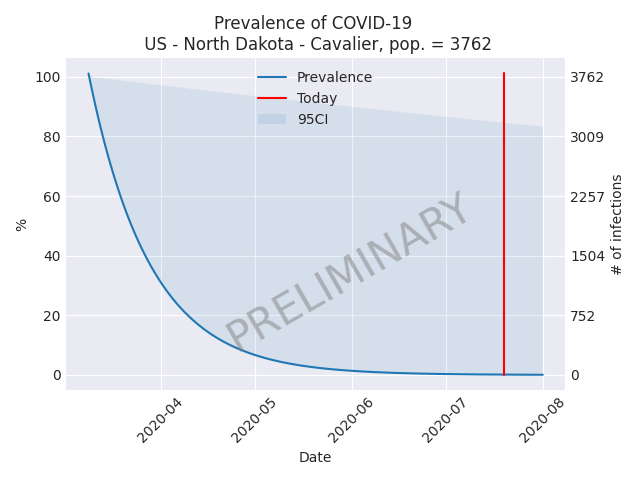 Prevalence of COVID-19
US - North Dakota - Cavalier, pop. = 3762
Prevalence
Today
95CI
100
80
60
40
20
0
%
3762
3009
2257
1504
752
0
# of infections
PRELIMINARY
2020-04
2020-05
2020-06
2020-07
2020-08
Date